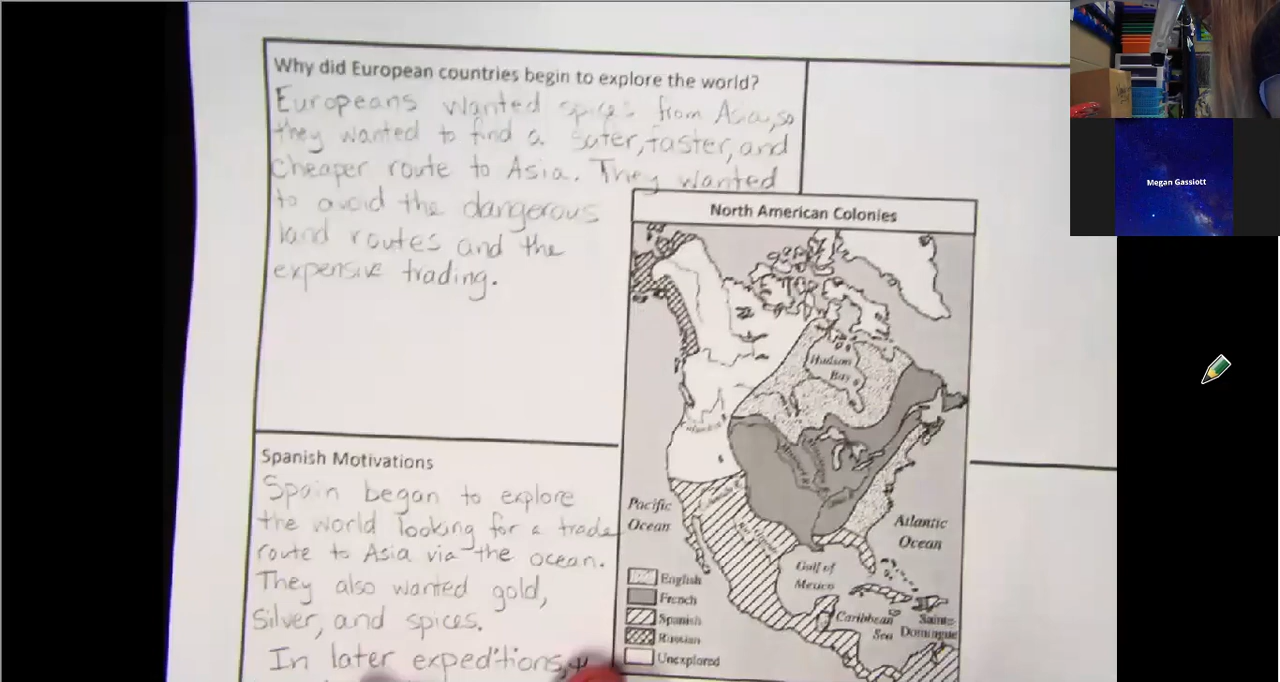 Why did European countries begin to explore the world?
Europeans wanted spices from Asia, so
they wanted to find a safer, faster, and
cheaper route to Asia. They wanted
to avoid the dangerous
land routes and the
expensive trading.
Spanish Motivations
Spain began to explore
the world looking for a trade
route to Asia via the ocean.
They also wanted gold,
Silver, and spices.
In later expeditions,
North American Colonies
Hudson
Bay
Pacific
Ocean
Atlantic
Ocean
Gulf of
Mexico
Caribbean
Sea
Sainte-
Domingue
English
French
Spanish
Russian
Unexplored
Megan Gassiott